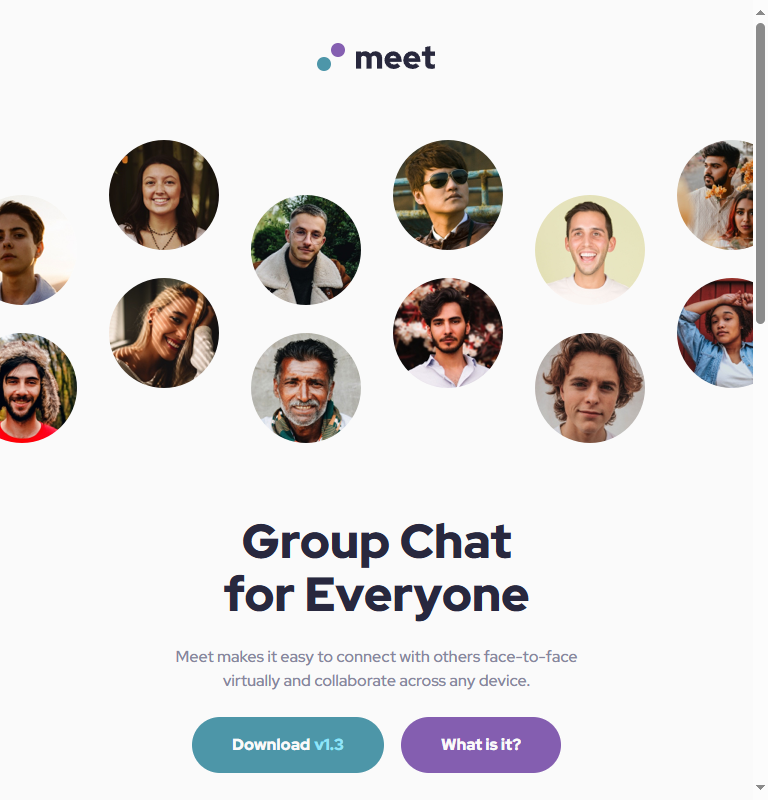 meet
Group Chat
for Everyone
Meet makes it easy to connect with others face-to-face
virtually and collaborate across any device.
Download v1.3
What is it?